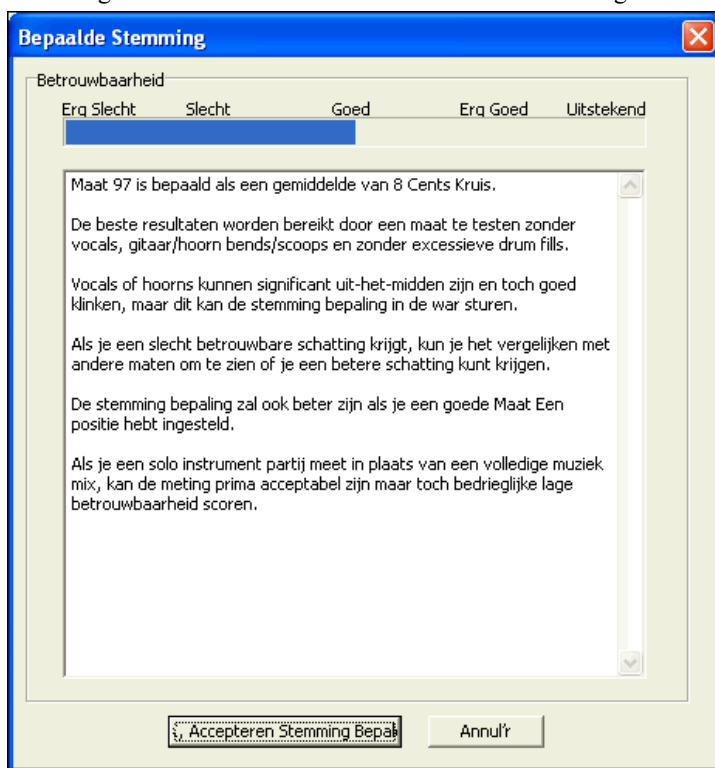 Bepaalde Stemming
Betrouwbaarheid
Erg Slecht Slecht Goed Erg Goed Uitstekend
Maat 97 is bepaald als een gemiddelde van 8 Cents Kruis.
De beste resultaten worden bereikt door een maat te testen zonder
vocals, gitaar/hoorn bends/scoops en zonder excessieve drum fills.
Vocals of hoorns kunnen significant uit-het-midden zijn en toch goed
klinken, maar dit kan de stemming bepaling in de war sturen.
Als je een slecht betrouwbare schatting krijgt, kun je het vergelijken met
andere maten om te zien of je een betere schatting kunt krijgen.
De stemming bepaling zal ook beter zijn als je een goede Maat Een
positie hebt ingesteld.
Als je een solo instrument partij meet in plaats van een volledige muziek
mix, kan de meting prima acceptabel zijn maar toch bedrieglijke lage
betrouwbaarheid scoren.
, Accepteren Stemming Bepal Annul'r